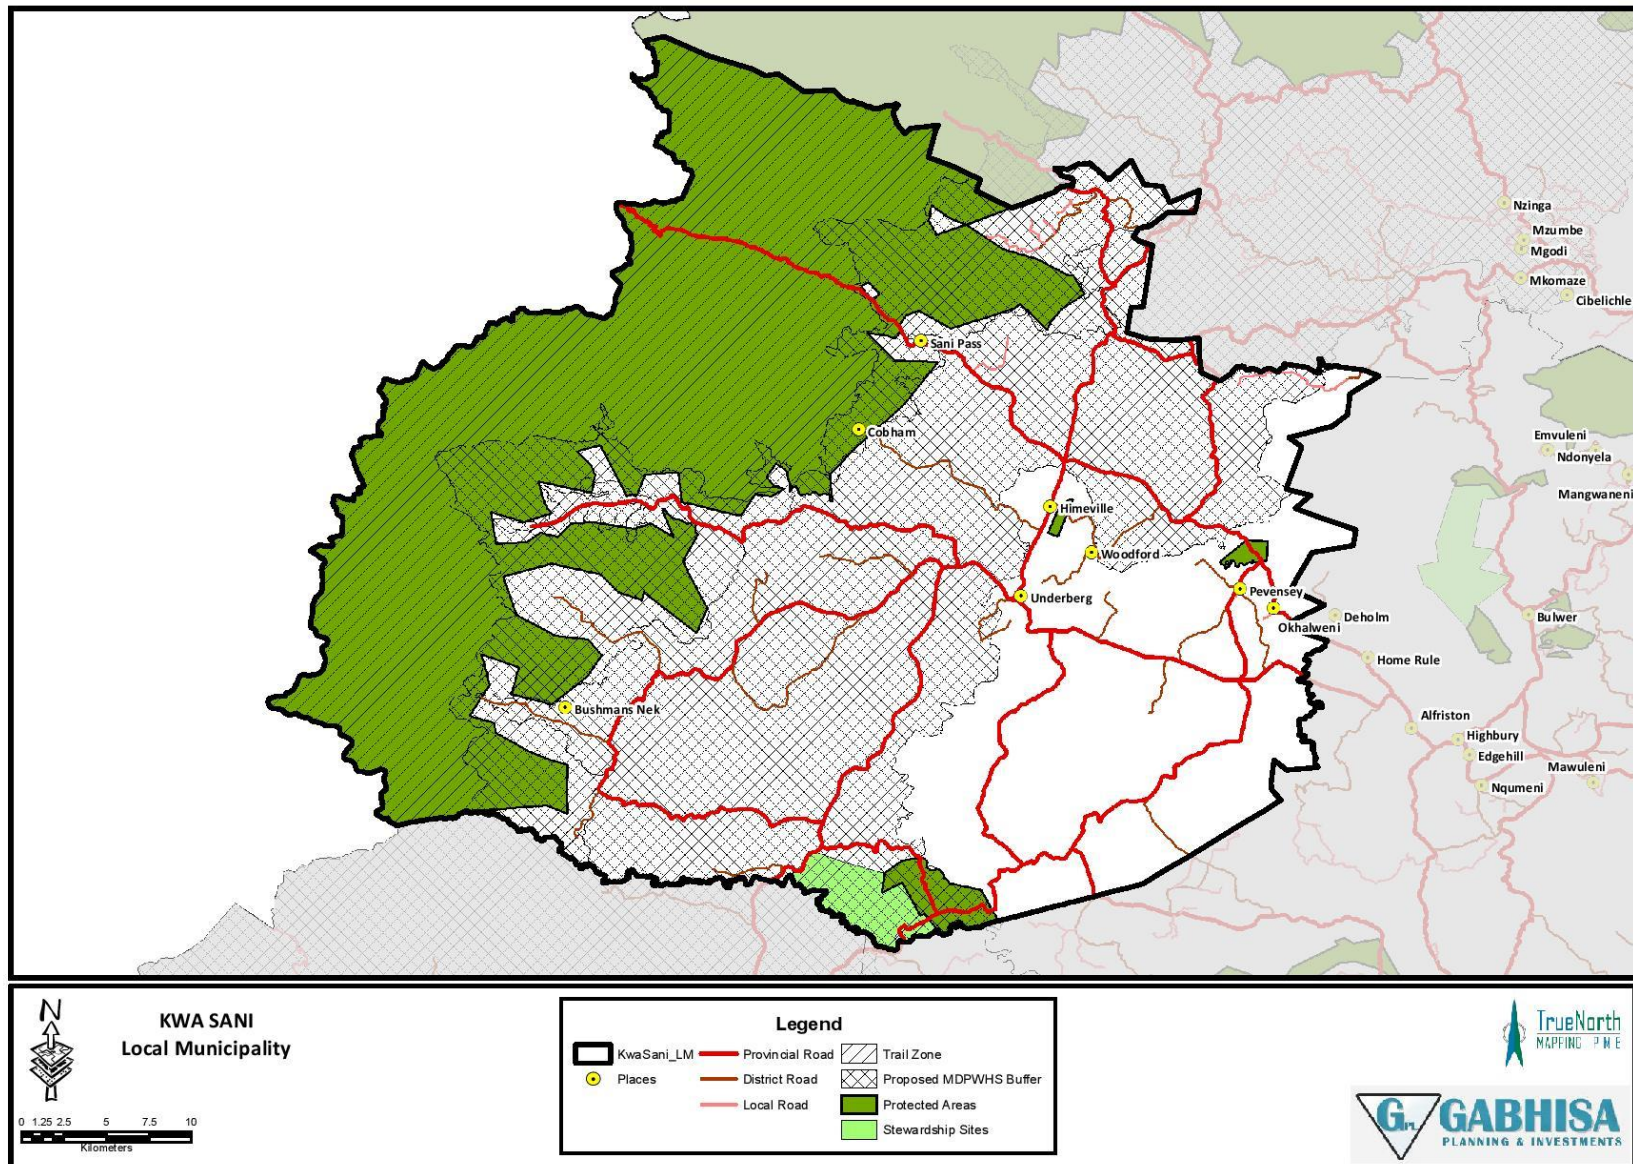 Nzinga
Mzumbe
Mgodi
Mkomaze
Cibelichle
Sani Pass
Cobham
Emvuleni
Ndonyela
Mangwaneni
Himeville
Woodford
Underberg
Pevensey
Okhalweni
Deholm
Bulwer
Home Rule
Bushmans Nek
Alfriston
Highbury
Edgehill
Mawuleni
Nqumeni
N
KWA SANI
Local Municipality
0 1.25 2.5 5 7.5 10
Kilometers
Legend
KwaSani_LM
Places
Provincial Road
District Road
Local Road
Trail Zone
Proposed MDPWHS Buffer
Protected Areas
Stewardship Sites
TrueNorth
MAPPING PMB
GABHISA
PLANNING & INVESTMENTS